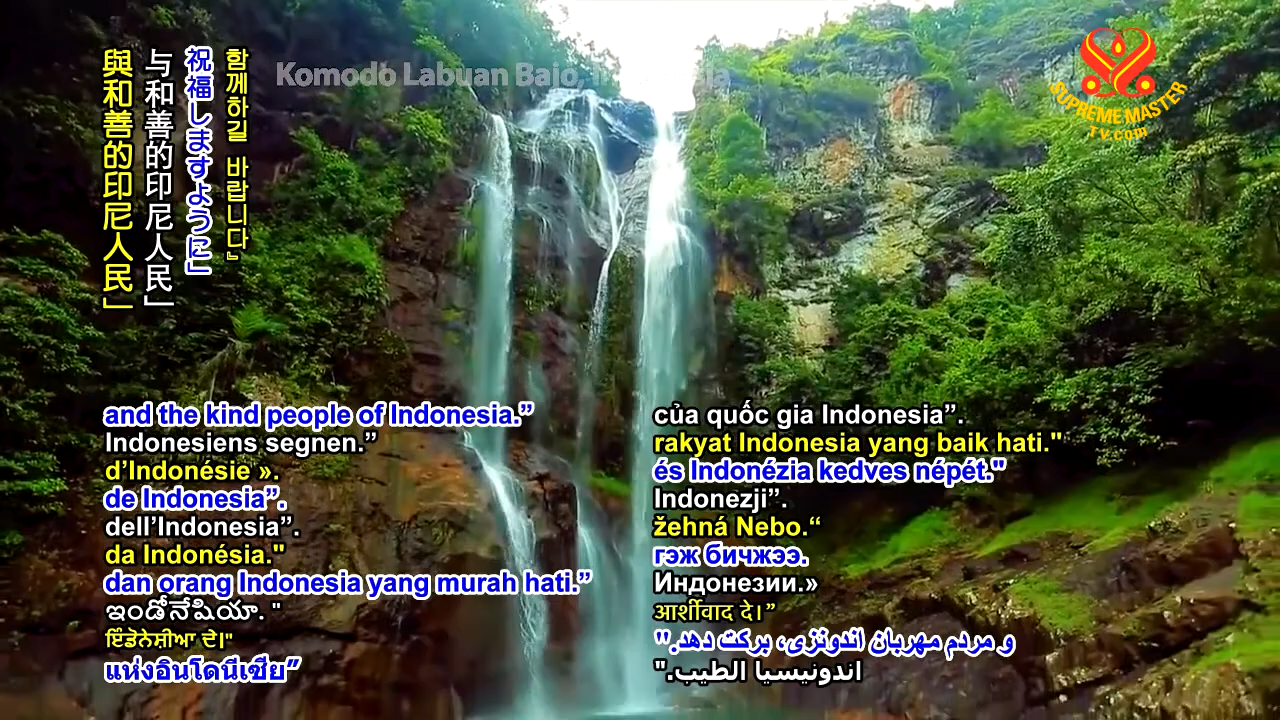 Komodo Labuan Bajo, Indonesia
SUPREME MASTER
TV.com
함께하길 바랍니다』
祝福しますように」
与和善的印尼人民」
與和善的印尼人民」
and the kind people of Indonesia.”
Indonesiens segnen.”
d’Indonésie ».
de Indonesia”.
dell’Indonesia”.
da Indonésia."
dan orang Indonesia yang murah hati.”
ఇండోనేషియా. "
ਇੰਡੋਨੇਸ਼ੀਆ ਦੇ।"
แห่งอินโดนีเซีย”
của quốc gia Indonesia”.
rakyat Indonesia yang baik hati."
és Indonézia kedves népét."
Indonezji”.
žehná Nebo.“
гэж бичжээ.
Индонезии.»
आर्शीवाद दे।”
و مردم مهربان اندونزی، برکت دهد."
اندونيسيا الطيب."